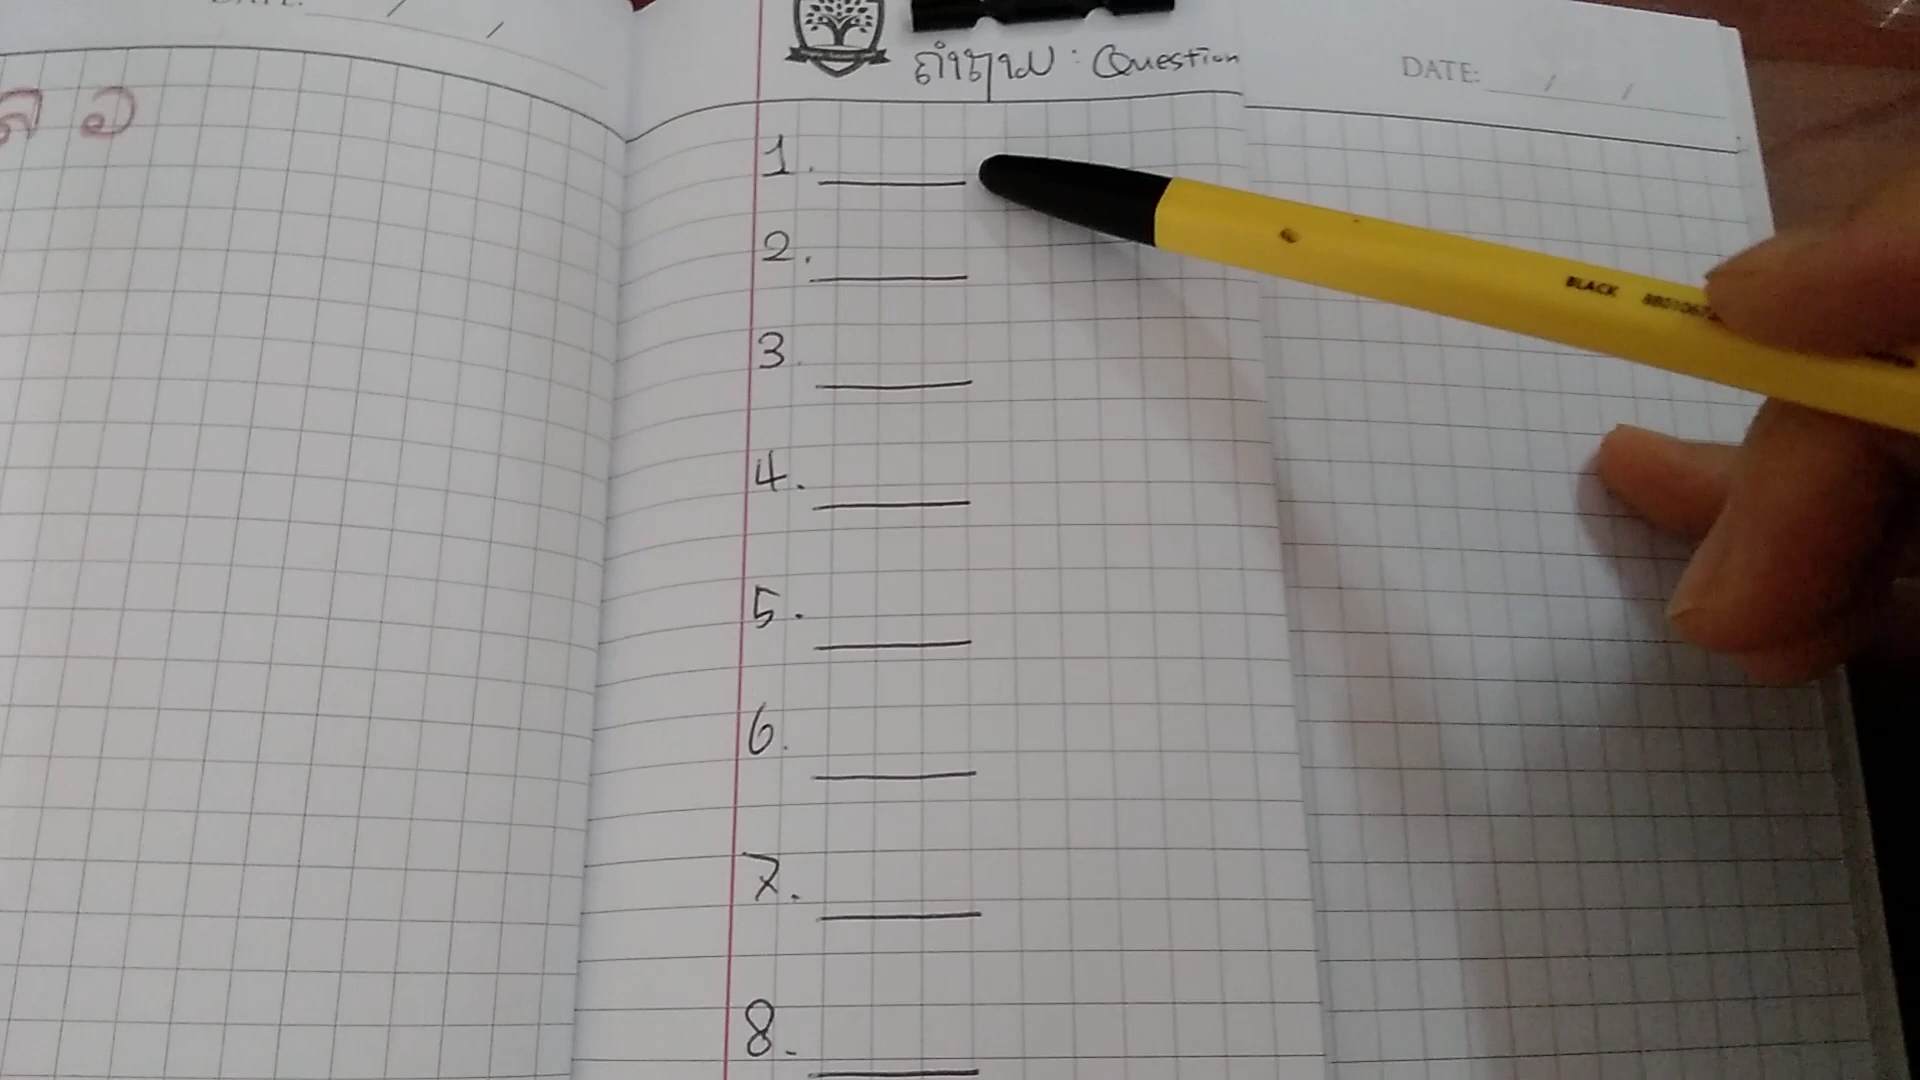 ຄຳຖາມ : Question
DATE: / /
1.
2.
3.
4.
5.
6.
7.
8.
BLACK